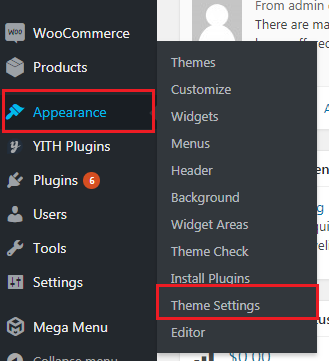 WOO
WooCommerce
Products
Appearance
YITH Plugins
Plugins 6
Users
Tools
Settings
Mega Menu
Collapse menu
Themes
Customize
Widgets
Menus
Header
Background
Widget Areas
Theme Check
Install Plugins
Theme Settings
Editor
From admin
There are ma
$0.00